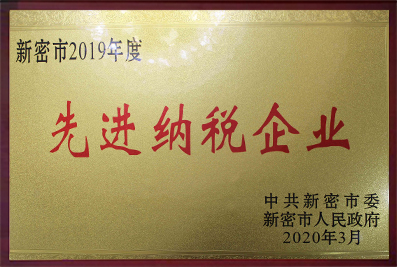 新密市2019年度
先进纳税企业
中共新密市委
新密市人民政府
2020年3月